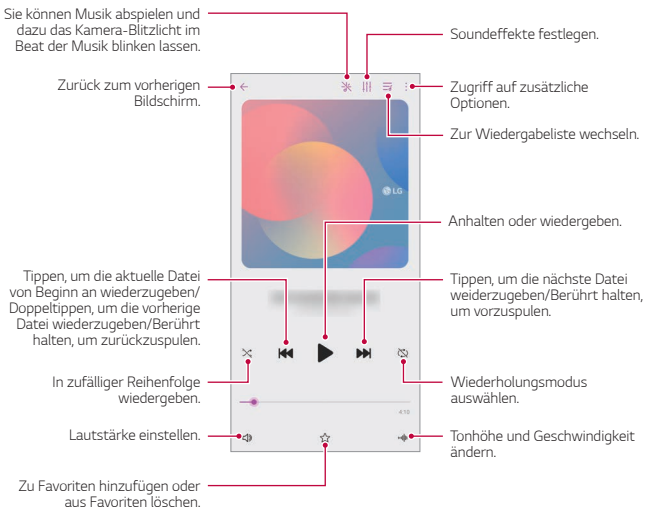 Sie können Musik abspielen und
dazu das Kamera-Blitzlicht im
Beat der Musik blinken lassen.
Soundeffekte festlegen.
Zurück zum vorherigen
Bildschirm.
Zugriff auf zusätzliche
Optionen.
Zur Wiedergabeliste wechseln.
LG
Anhalten oder wiedergeben.
Tippen, um die aktuelle Datei
von Beginn an wiederzugeben/
Doppeltippen, um die vorherige
Datei wiederzugeben/Berührt
halten, um zurückzuspulen.
Tippen, um die nächste Datei
weiderzugeben/Berührt halten,
um vorzuspulen.
In zufälliger Reihenfolge
wiedergeben.
Wiederholungsmodus
auswählen.
4:18
Lautstärke einstellen.
Tonhöhe und Geschwindigkeit
ändern.
Zu Favoriten hinzufügen oder
aus Favoriten löschen.